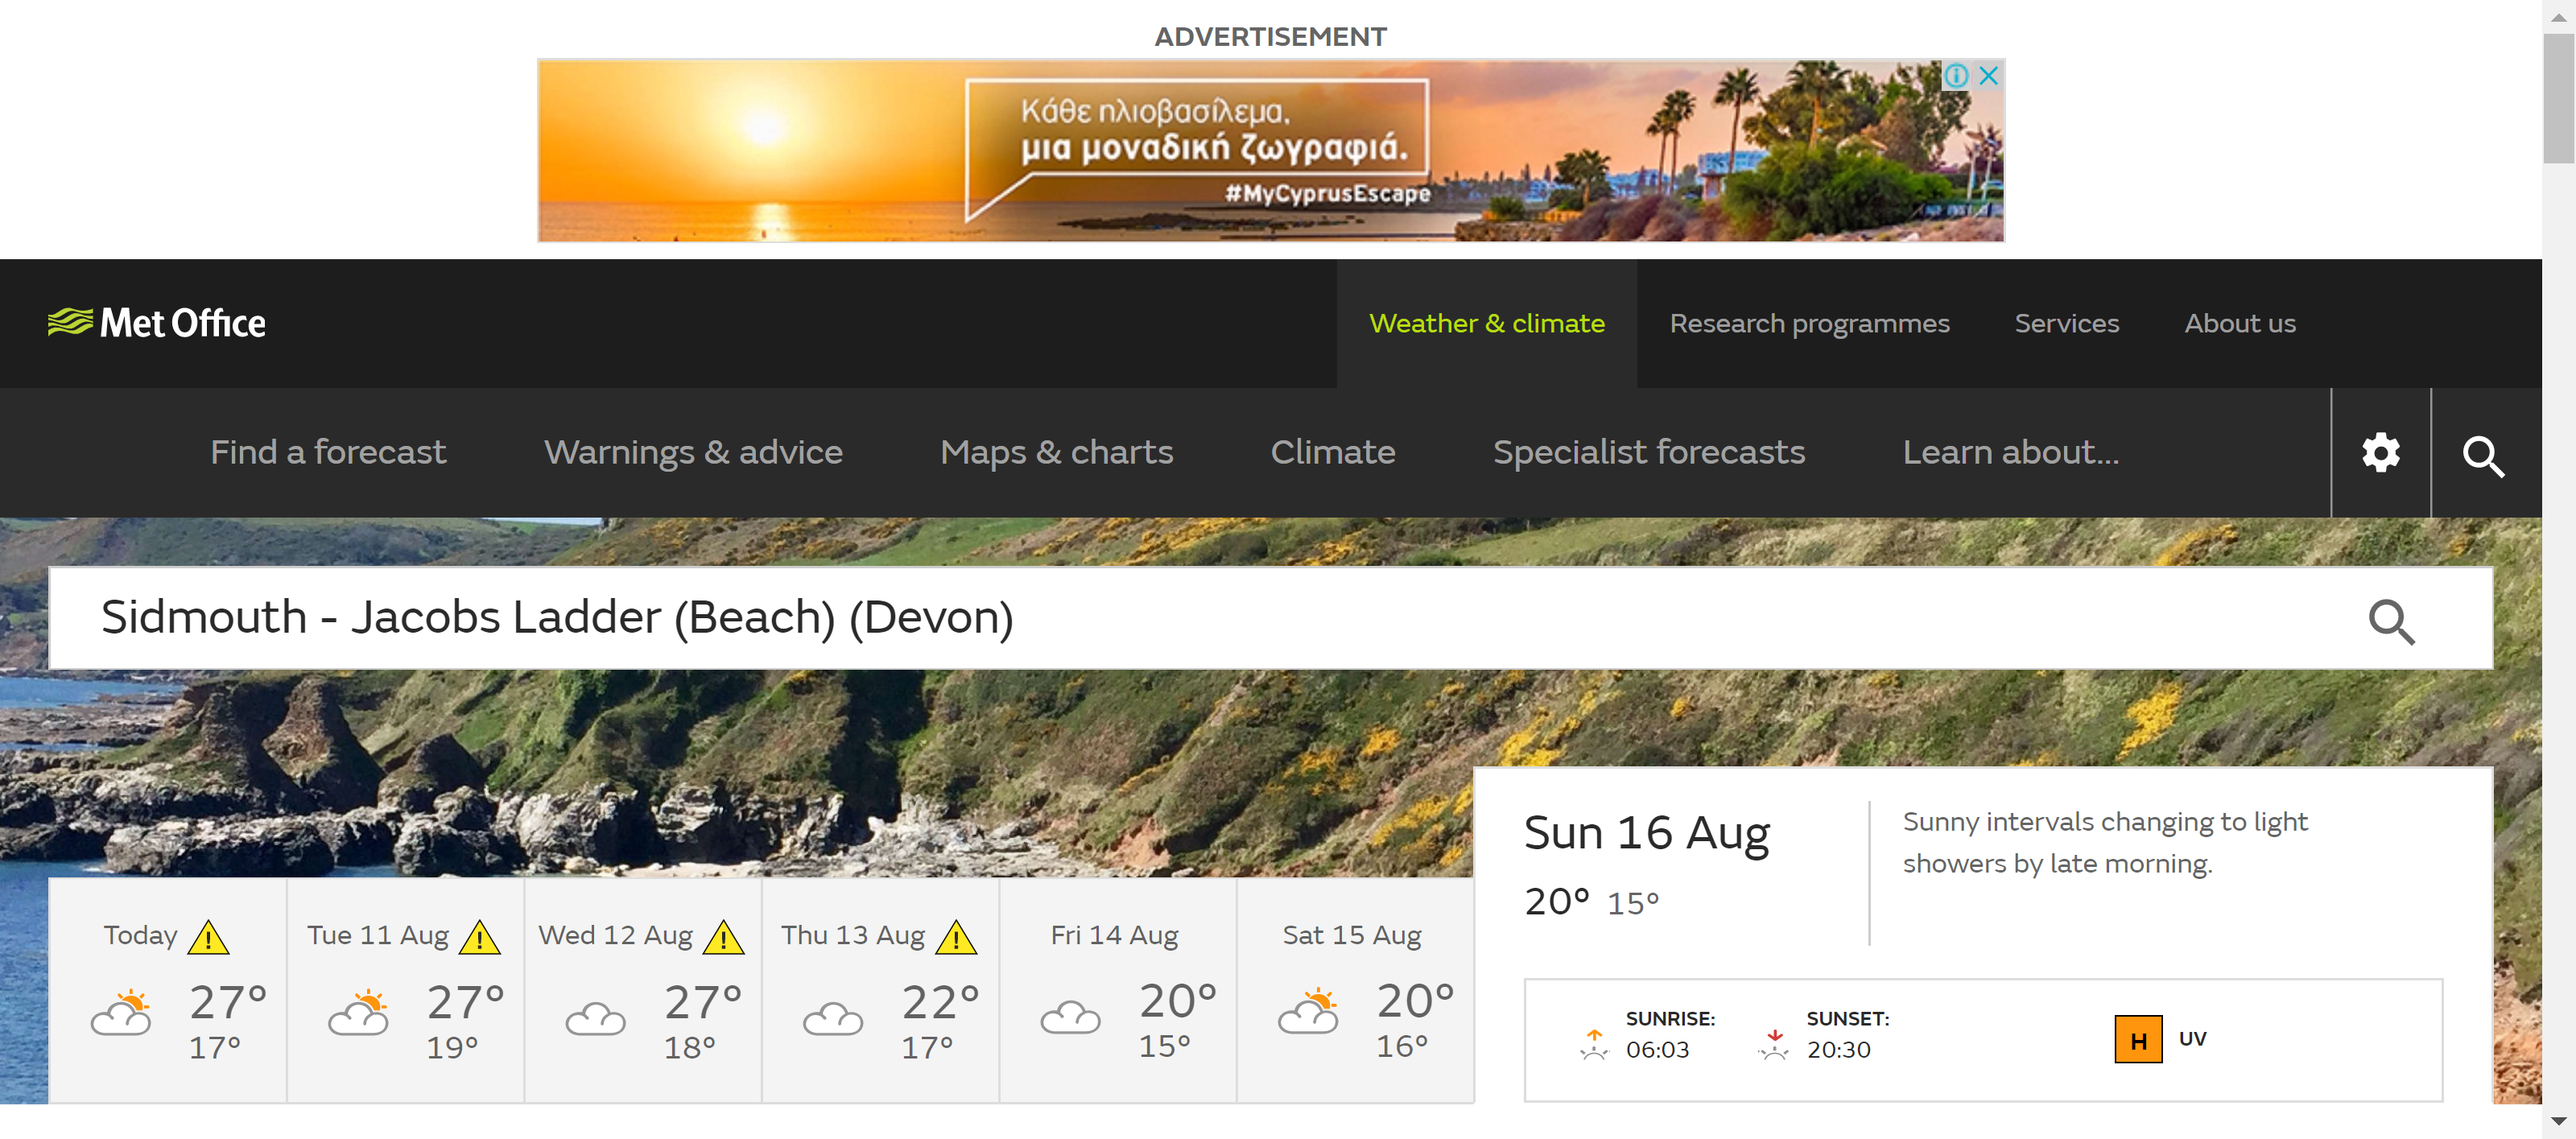 ADVERTISEMENT
Κάθε ηλιοβασίλεμα,
μια μοναδική ζωγραφιά.
#MyCyprusEscape
Met Office
Weather & climate
Research programmes
Services
About us
Find a forecast
Warnings & advice
Maps & charts
Climate
Specialist forecasts
Learn about...
Sidmouth - Jacobs Ladder (Beach) (Devon)
Today
27°
17°
Tue 11 Aug
27°
19°
Wed 12 Aug
27°
18°
Thu 13 Aug
22°
17°
Fri 14 Aug
20°
15°
Sat 15 Aug
20°
16°
Sun 16 Aug
20° 15°
Sunny intervals changing to light
showers by late morning.
SUNRISE:
06:03
SUNSET:
20:30
H UV